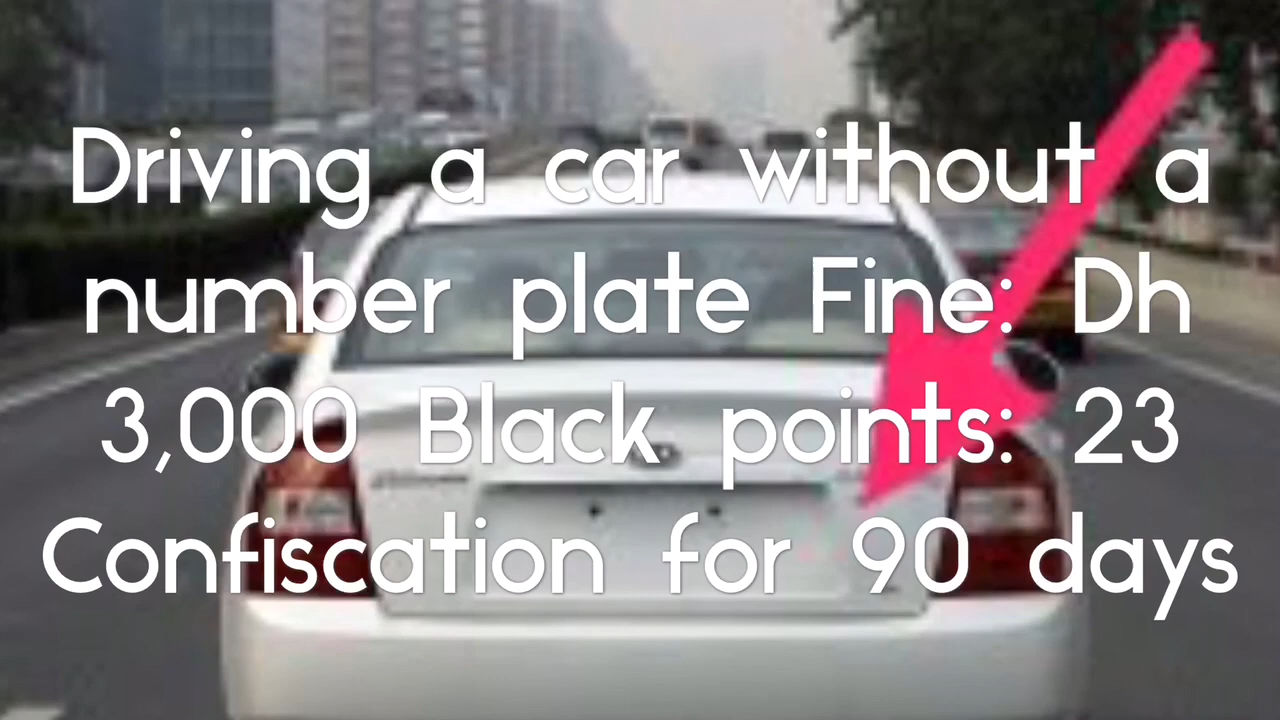 Driving a car without a
number plate Fine: Dh
3,000 Black points: 23
Confiscation for 90 days